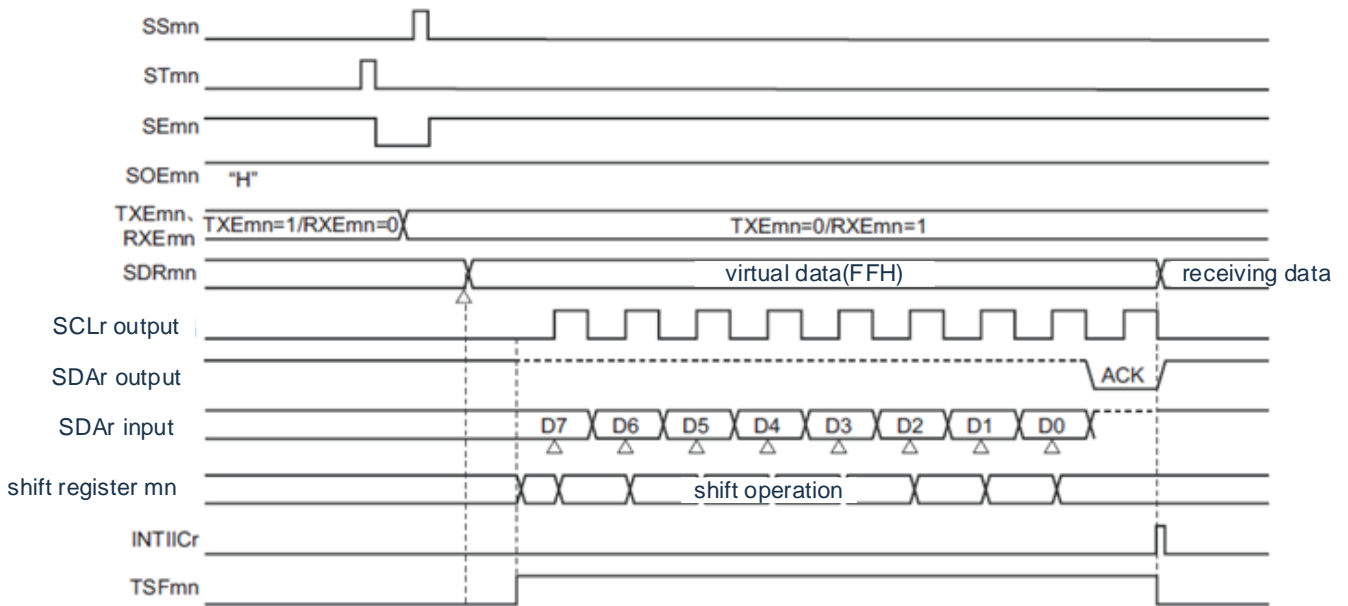 SSmn
STmn
SEmn
SOEmn "H"
TXEmn、
RXEmn TXEmn=1/RXEmn=0 TXEmn=0/RXEmn=1
SDRmn virtual data(FFH) receiving data
SCLr output
SDAr output ACK
SDAr input D7 D6 D5 D4 D3 D2 D1 D0
shift register mn shift operation
INTIICr
TSFmn